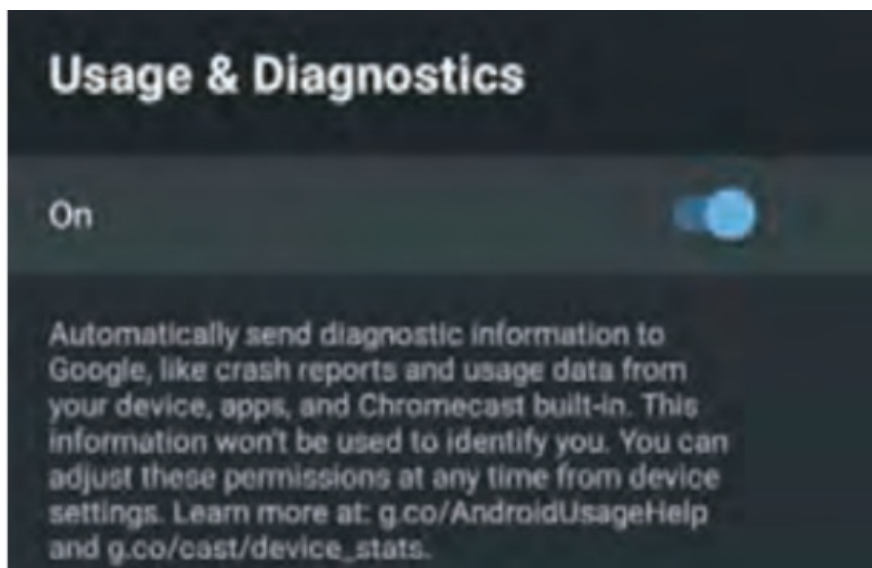 Usage & Diagnostics
On
Automatically send diagnostic information to
Google, like crash reports and usage data from
your device, apps, and Chromecast built-in. This
information won't be used to identify you. You can
adjust these permissions at any time from device
settings. Learn more at: g.co/AndroidUsageHelp
and g.co/cast/device_stats.